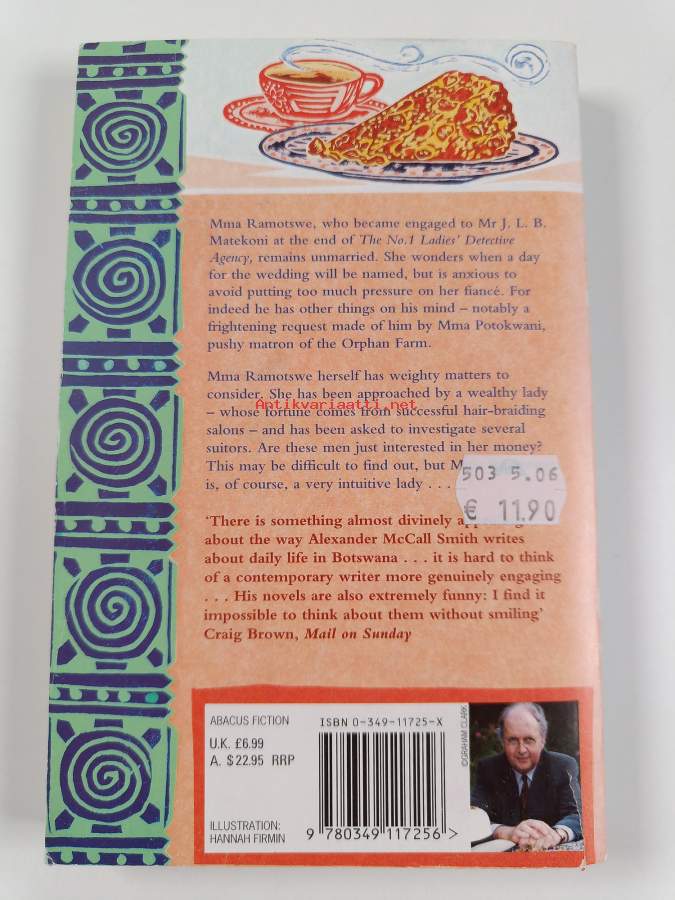 Mma Ramotswe, who became engaged to Mr J. L. B.
Matekoni at the end of The No.1 Ladies' Detective
Agency, remains unmarried. She wonders when a day
for the wedding will be named, but is anxious to
avoid putting too much pressure on her fiancé. For
indeed he has other things on his mind – notably a
frightening request made of him by Mma Potokwani,
pushy matron of the Orphan Farm.
Mma Ramotswe herself has weighty matters to
consider. She has been approached by a wealthy lady
Antikvariaatti.net
– whose fortune comes from successful hair-braiding
salons – and has been asked to investigate several
suitors. Are these men just interested in her money?
This may be difficult to find out, but
is, of course, a very intuitive lady . . .
503 5.06
€ 11.90
'There is something almost divinely
about the way Alexander McCall Smith writes
about daily life in Botswana . . . it is hard to think
of a contemporary writer more genuinely engaging
. . . His novels are also extremely funny: I find it
impossible to think about them without smiling'
Craig Brown, Mail on Sunday
ABACUS FICTION
ISBN 0-349-11725-X
©GRAHAM CLARK
U.K. £6.99
A. $22.95 RRP
ILLUSTRATION:
HANNAH FIRMIN
9 780349 117256 >